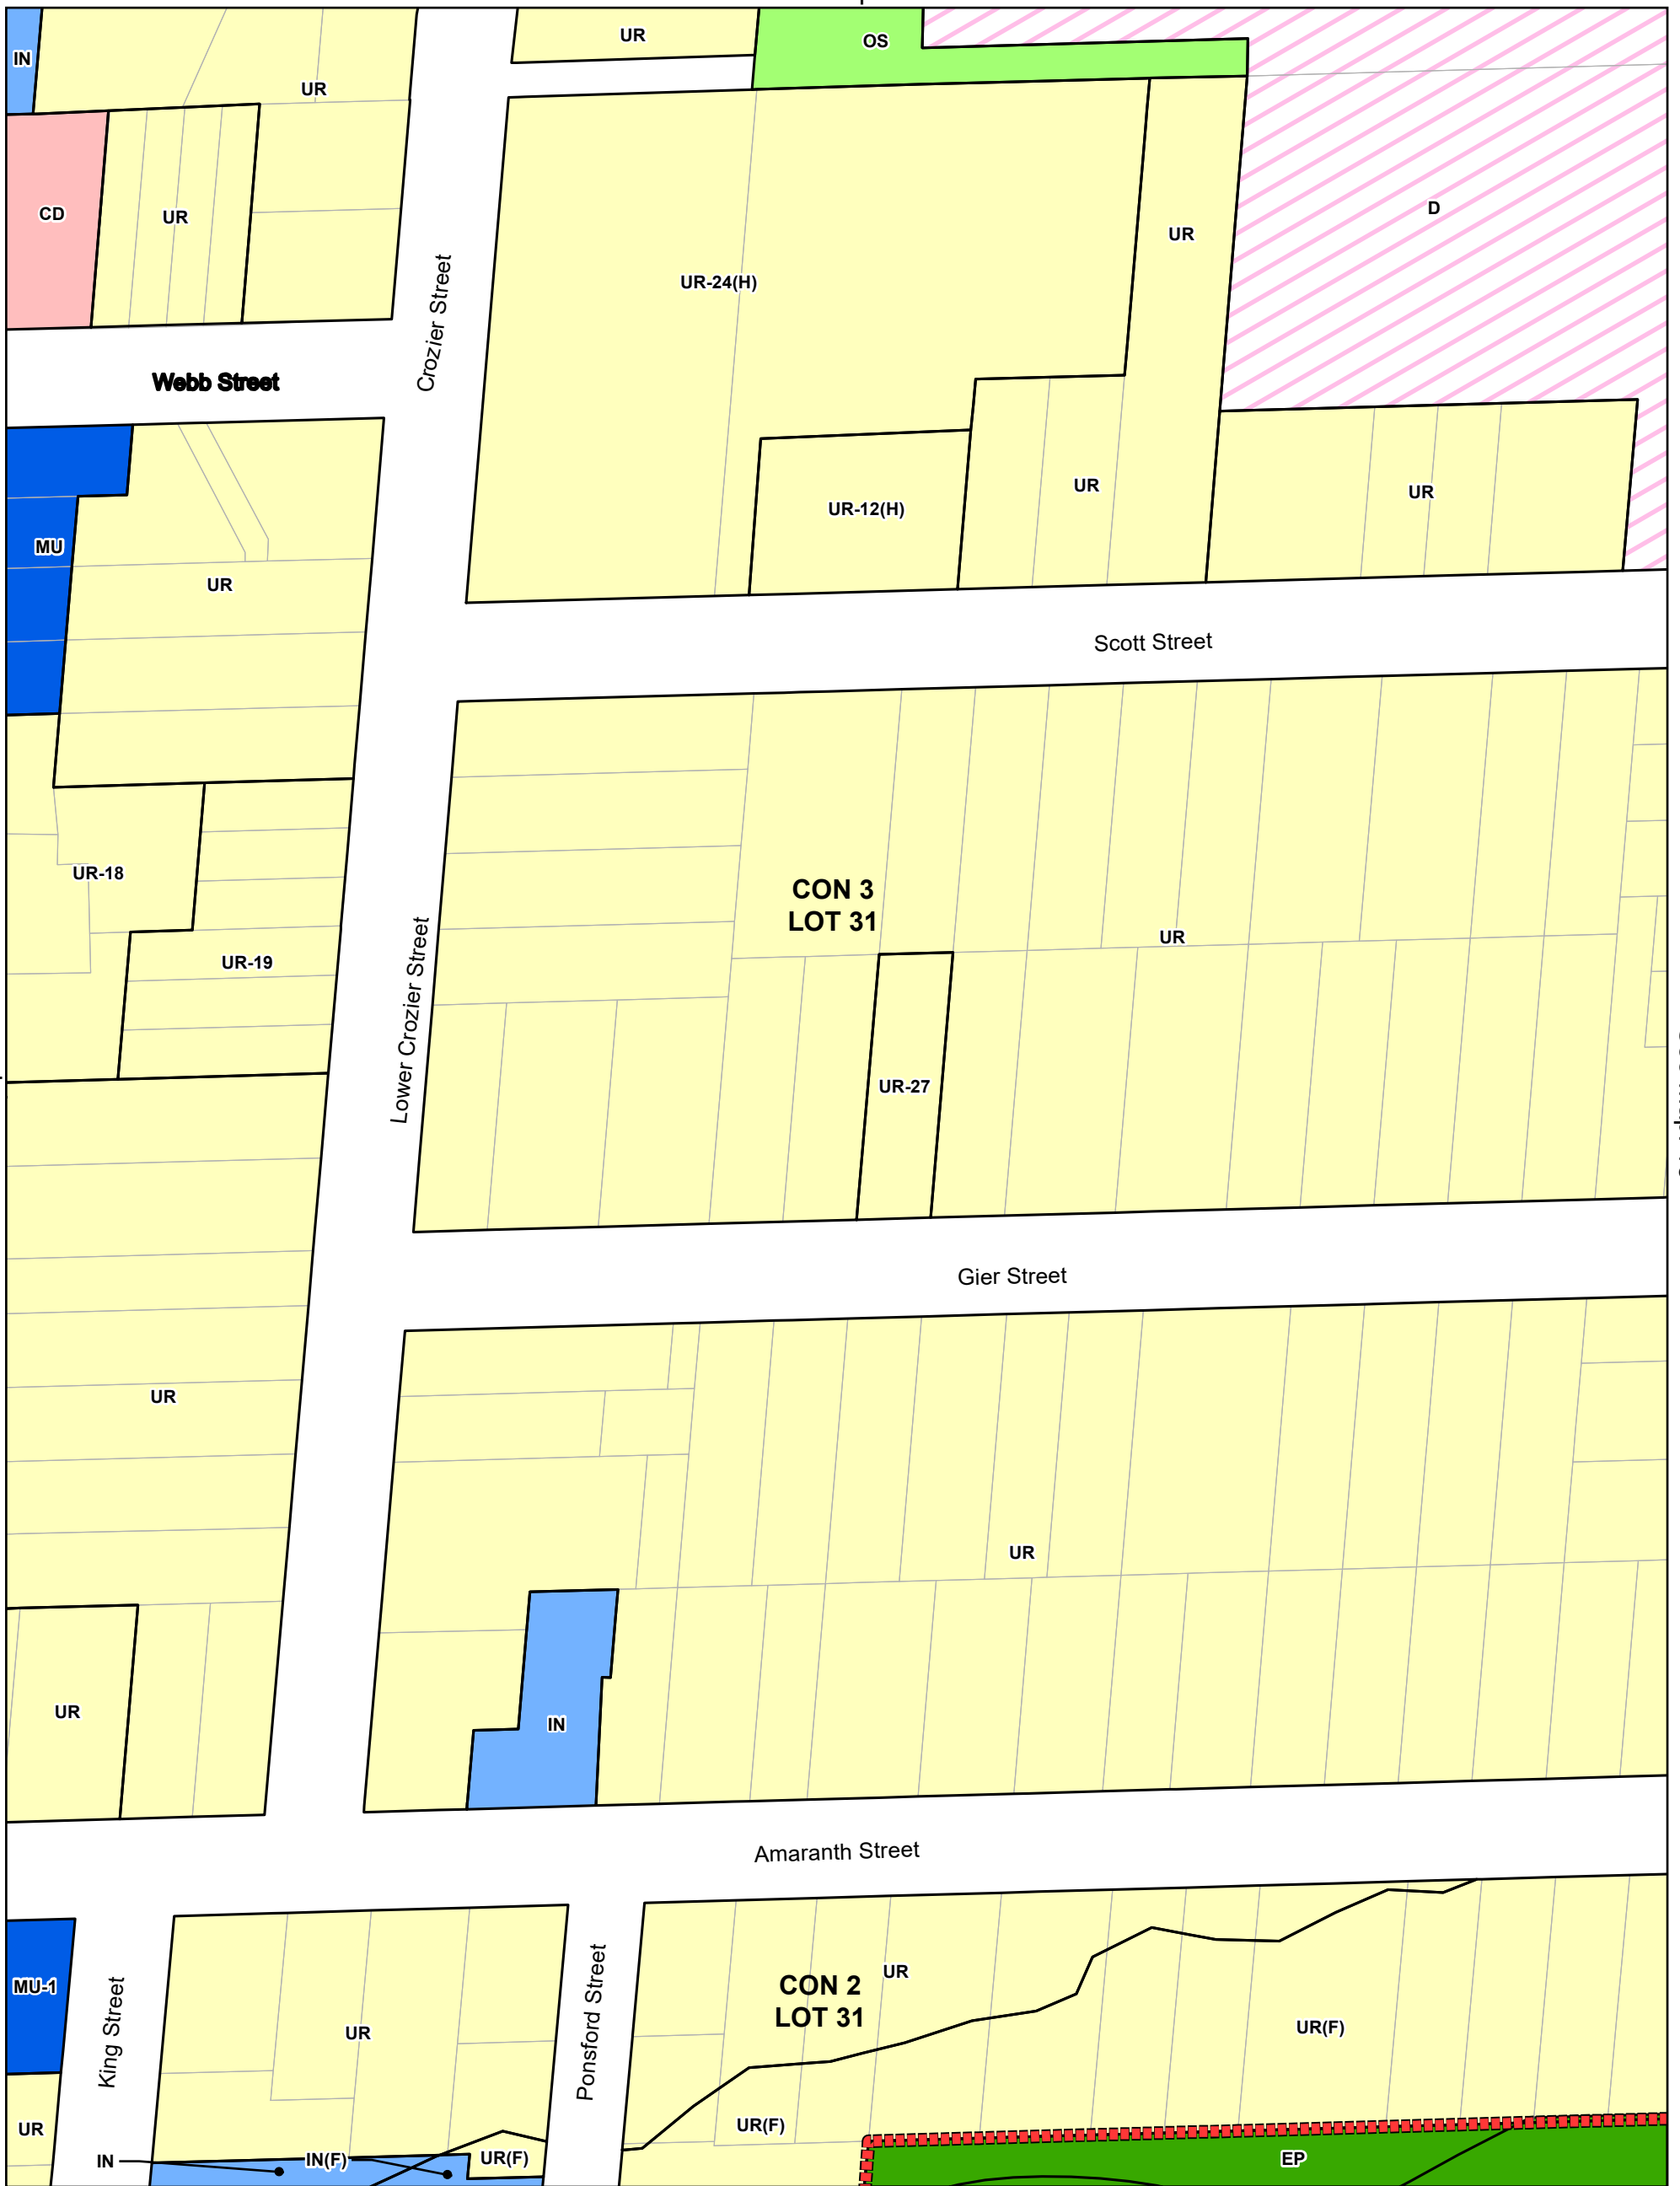 UR
OS
IN
UR
CD
UR
D
UR
UR-24(H)
Crozier Street
Webb Street
UR
UR
UR-12(H)
MU
UR
Scott Street
UR-18
CON 3
LOT 31
UR
UR-19
Lower Crozier Street
UR-27
Gier Street
UR
UR
UR
IN
Amaranth Street
MU-1
King Street
UR
Ponsford Street
CON 2
LOT 31
UR
UR(F)
UR(F)
UR
IN
IN(F)
UR(F)
EP